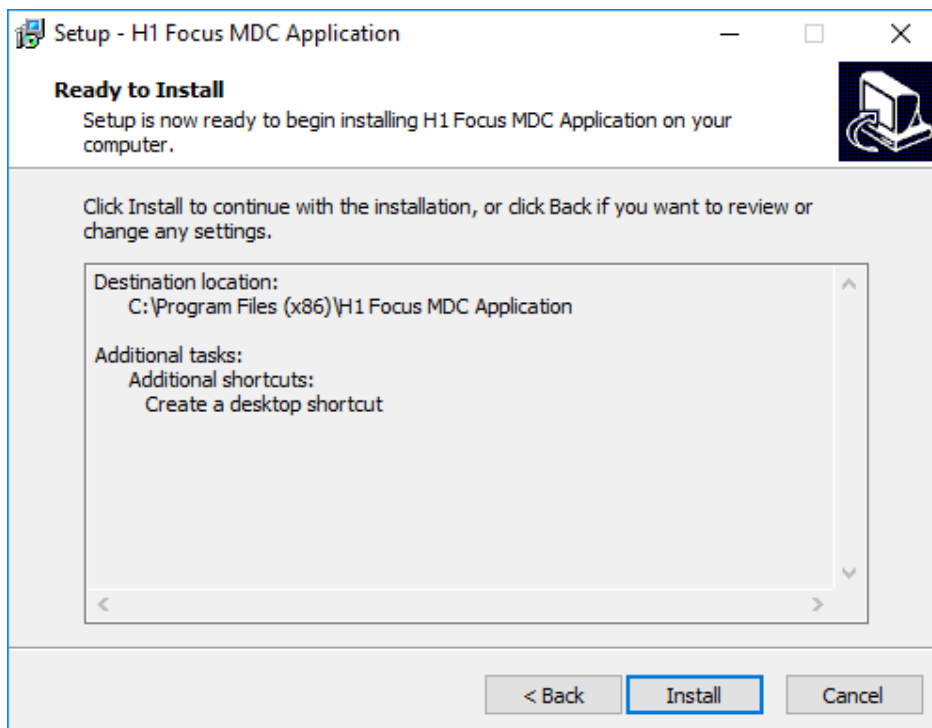 Setup - H1 Focus MDC Application
Ready to Install
Setup is now ready to begin installing H1 Focus MDC Application on your
computer.
Click Install to continue with the installation, or click Back if you want to review or
change any settings.
Destination location:
C:\Program Files (x86)\H1 Focus MDC Application
Additional tasks:
Additional shortcuts:
Create a desktop shortcut
< Back
Install
Cancel